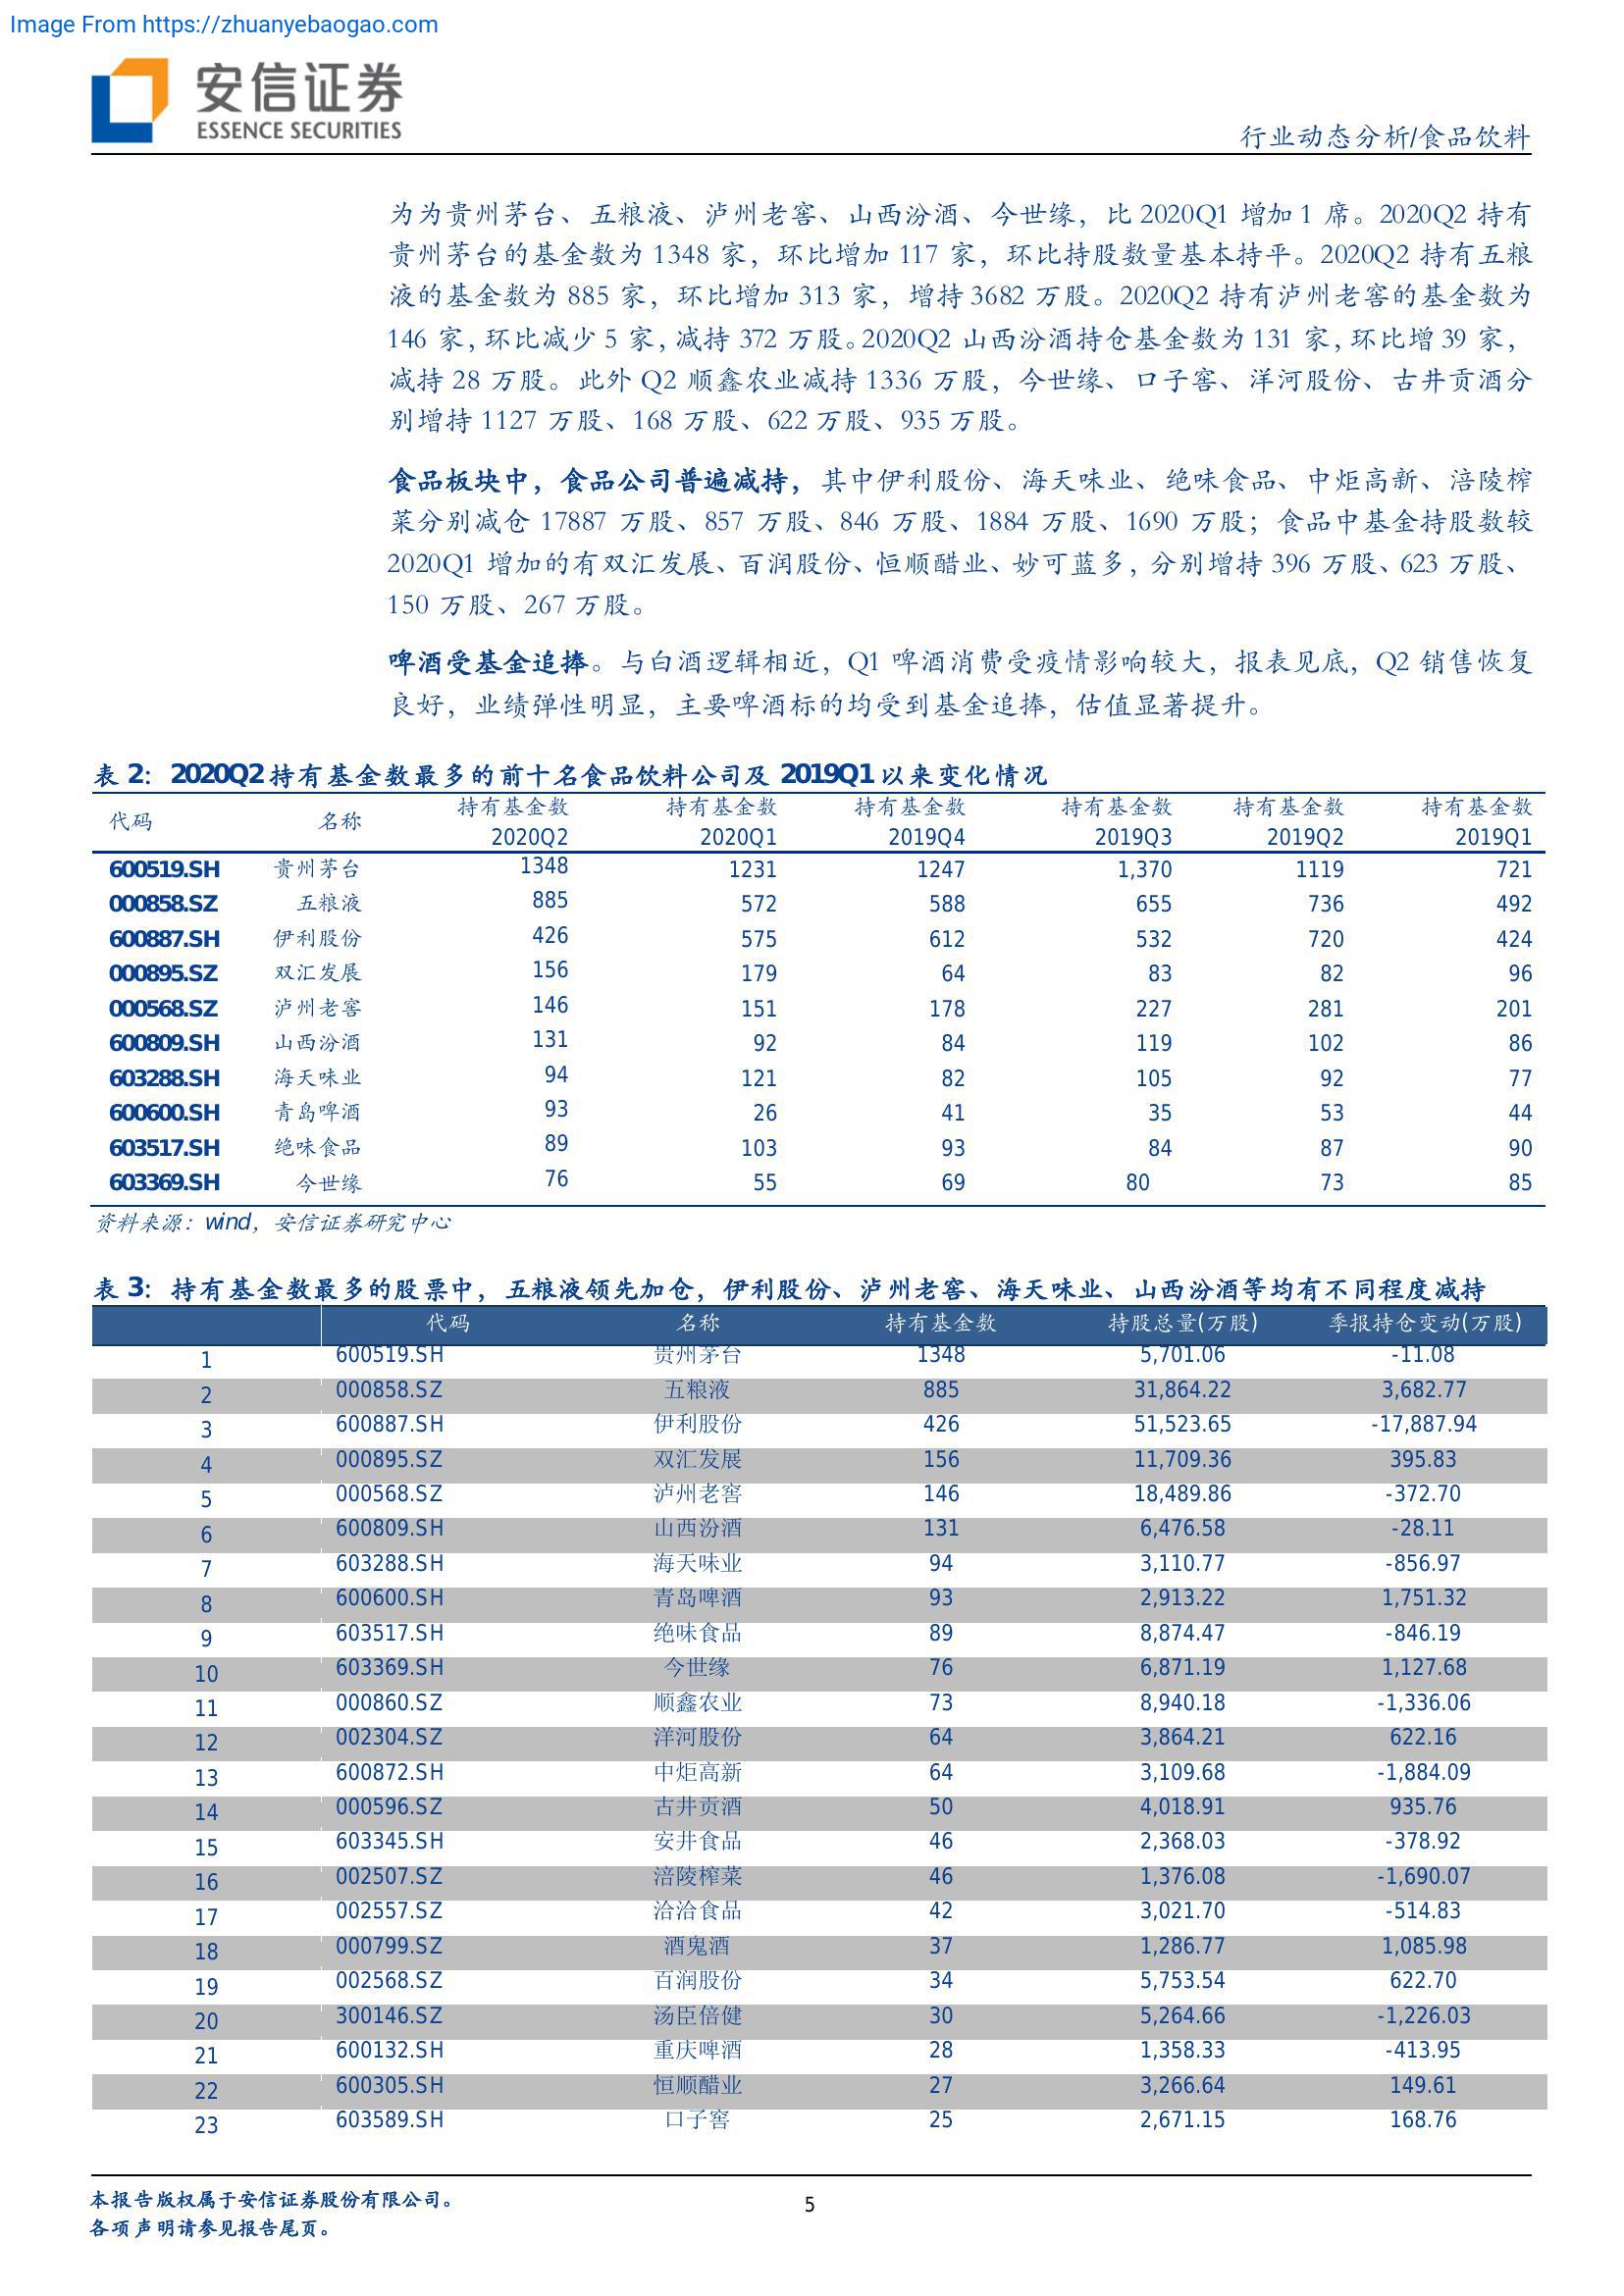 Image From https://zhuanyebaogao.com
安信证券
ESSENCE SECURITIES
行业动态分析/食品饮料
为为贵州茅台、五粮液、泸州老窖、山西汾酒、今世缘，比 2020Q1 增加 1 席。2020Q2 持有
贵州茅台的基金数为 1348 家，环比增加 117 家，环比持股数量基本持平。2020Q2 持有五粮
液的基金数为 885 家，环比增加 313 家，增持 3682 万股。2020Q2 持有泸州老窖的基金数为
146 家，环比减少 5 家，减持 372 万股。2020Q2 山西汾酒持仓基金数为 131 家，环比增 39 家，
减持 28 万股。此外 Q2 顺鑫农业减持 1336 万股，今世缘、口子窖、洋河股份、古井贡酒分
别增持 1127 万股、168 万股、622 万股、935 万股。
食品板块中，食品公司普遍减持，其中伊利股份、海天味业、绝味食品、中炬高新、涪陵榨
菜分别减仓 17887 万股、857 万股、846 万股、1884 万股、1690 万股；食品中基金持股数较
2020Q1 增加的有双汇发展、百润股份、恒顺醋业、妙可蓝多，分别增持 396 万股、623 万股、
150 万股、267 万股。
啤酒受基金追捧。与白酒逻辑相近，Q1 啤酒消费受疫情影响较大，报表见底，Q2 销售恢复
良好，业绩弹性明显，主要啤酒标的均受到基金追捧，估值显著提升。
表 2：2020Q2 持有基金数最多的前十名食品饮料公司及 2019Q1 以来变化情况
代码 名称 持有基金数 持有基金数 持有基金数 持有基金数 持有基金数 持有基金数
2020Q2 2020Q1 2019Q4 2019Q3 2019Q2 2019Q1
600519.SH 贵州茅台 1348 1231 1247 1,370 1119 721
000858.SZ 五粮液 885 572 588 655 736 492
600887.SH 伊利股份 426 575 612 532 720 424
000895.SZ 双汇发展 156 179 64 83 82 96
000568.SZ 泸州老窖 146 151 178 227 281 201
600809.SH 山西汾酒 131 92 84 119 102 86
603288.SH 海天味业 94 121 82 105 92 77
600600.SH 青岛啤酒 93 26 41 35 53 44
603517.SH 绝味食品 89 103 93 84 87 90
603369.SH 今世缘 76 55 69 80 73 85
资料来源：wind，安信证券研究中心
表 3：持有基金数最多的股票中，五粮液领先加仓，伊利股份、泸州老窖、海天味业、山西汾酒等均有不同程度减持
代码 名称 持有基金数 持股总量(万股) 季报持仓变动(万股)
1 600519.SH 贵州茅台 1348 5,701.06 -11.08
2 000858.SZ 五粮液 885 31,864.22 3,682.77
3 600887.SH 伊利股份 426 51,523.65 -17,887.94
4 000895.SZ 双汇发展 156 11,709.36 395.83
5 000568.SZ 泸州老窖 146 18,489.86 -372.70
6 600809.SH 山西汾酒 131 6,476.58 -28.11
7 603288.SH 海天味业 94 3,110.77 -856.97
8 600600.SH 青岛啤酒 93 2,913.22 1,751.32
9 603517.SH 绝味食品 89 8,874.47 -846.19
10 603369.SH 今世缘 76 6,871.19 1,127.68
11 000860.SZ 顺鑫农业 73 8,940.18 -1,336.06
12 002304.SZ 洋河股份 64 3,864.21 622.16
13 600872.SH 中炬高新 64 3,109.68 -1,884.09
14 000596.SZ 古井贡酒 50 4,018.91 935.76
15 603345.SH 安井食品 46 2,368.03 -378.92
16 002507.SZ 涪陵榨菜 46 1,376.08 -1,690.07
17 002557.SZ 洽洽食品 42 3,021.70 -514.83
18 000799.SZ 酒鬼酒 37 1,286.77 1,085.98
19 002568.SZ 百润股份 34 5,753.54 622.70
20 300146.SZ 汤臣倍健 30 5,264.66 -1,226.03
21 600132.SH 重庆啤酒 28 1,358.33 -413.95
22 600305.SH 恒顺醋业 27 3,266.64 149.61
23 603589.SH 口子窖 25 2,671.15 168.76
本报告版权属于安信证券股份有限公司。
5
各项声明请参见报告尾页。